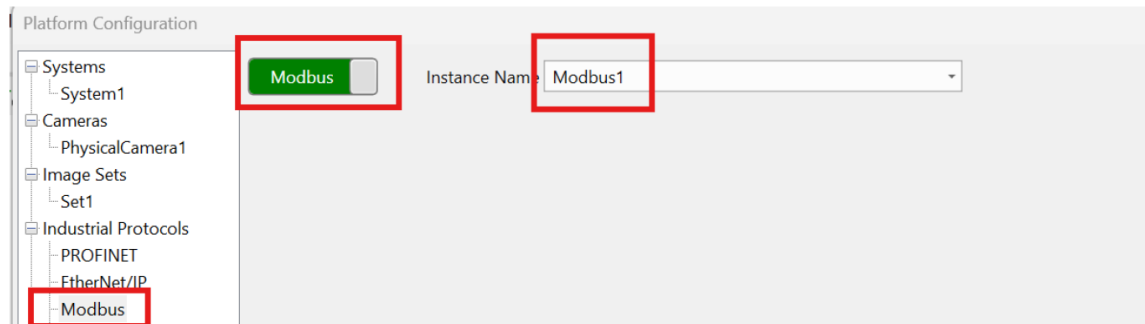 Platform Configuration
Systems
System1
Cameras
PhysicalCamera1
Image Sets
Set1
Industrial Protocols
PROFINET
EtherNet/IP
Modbus
Modbus
Instance Name Modbus1